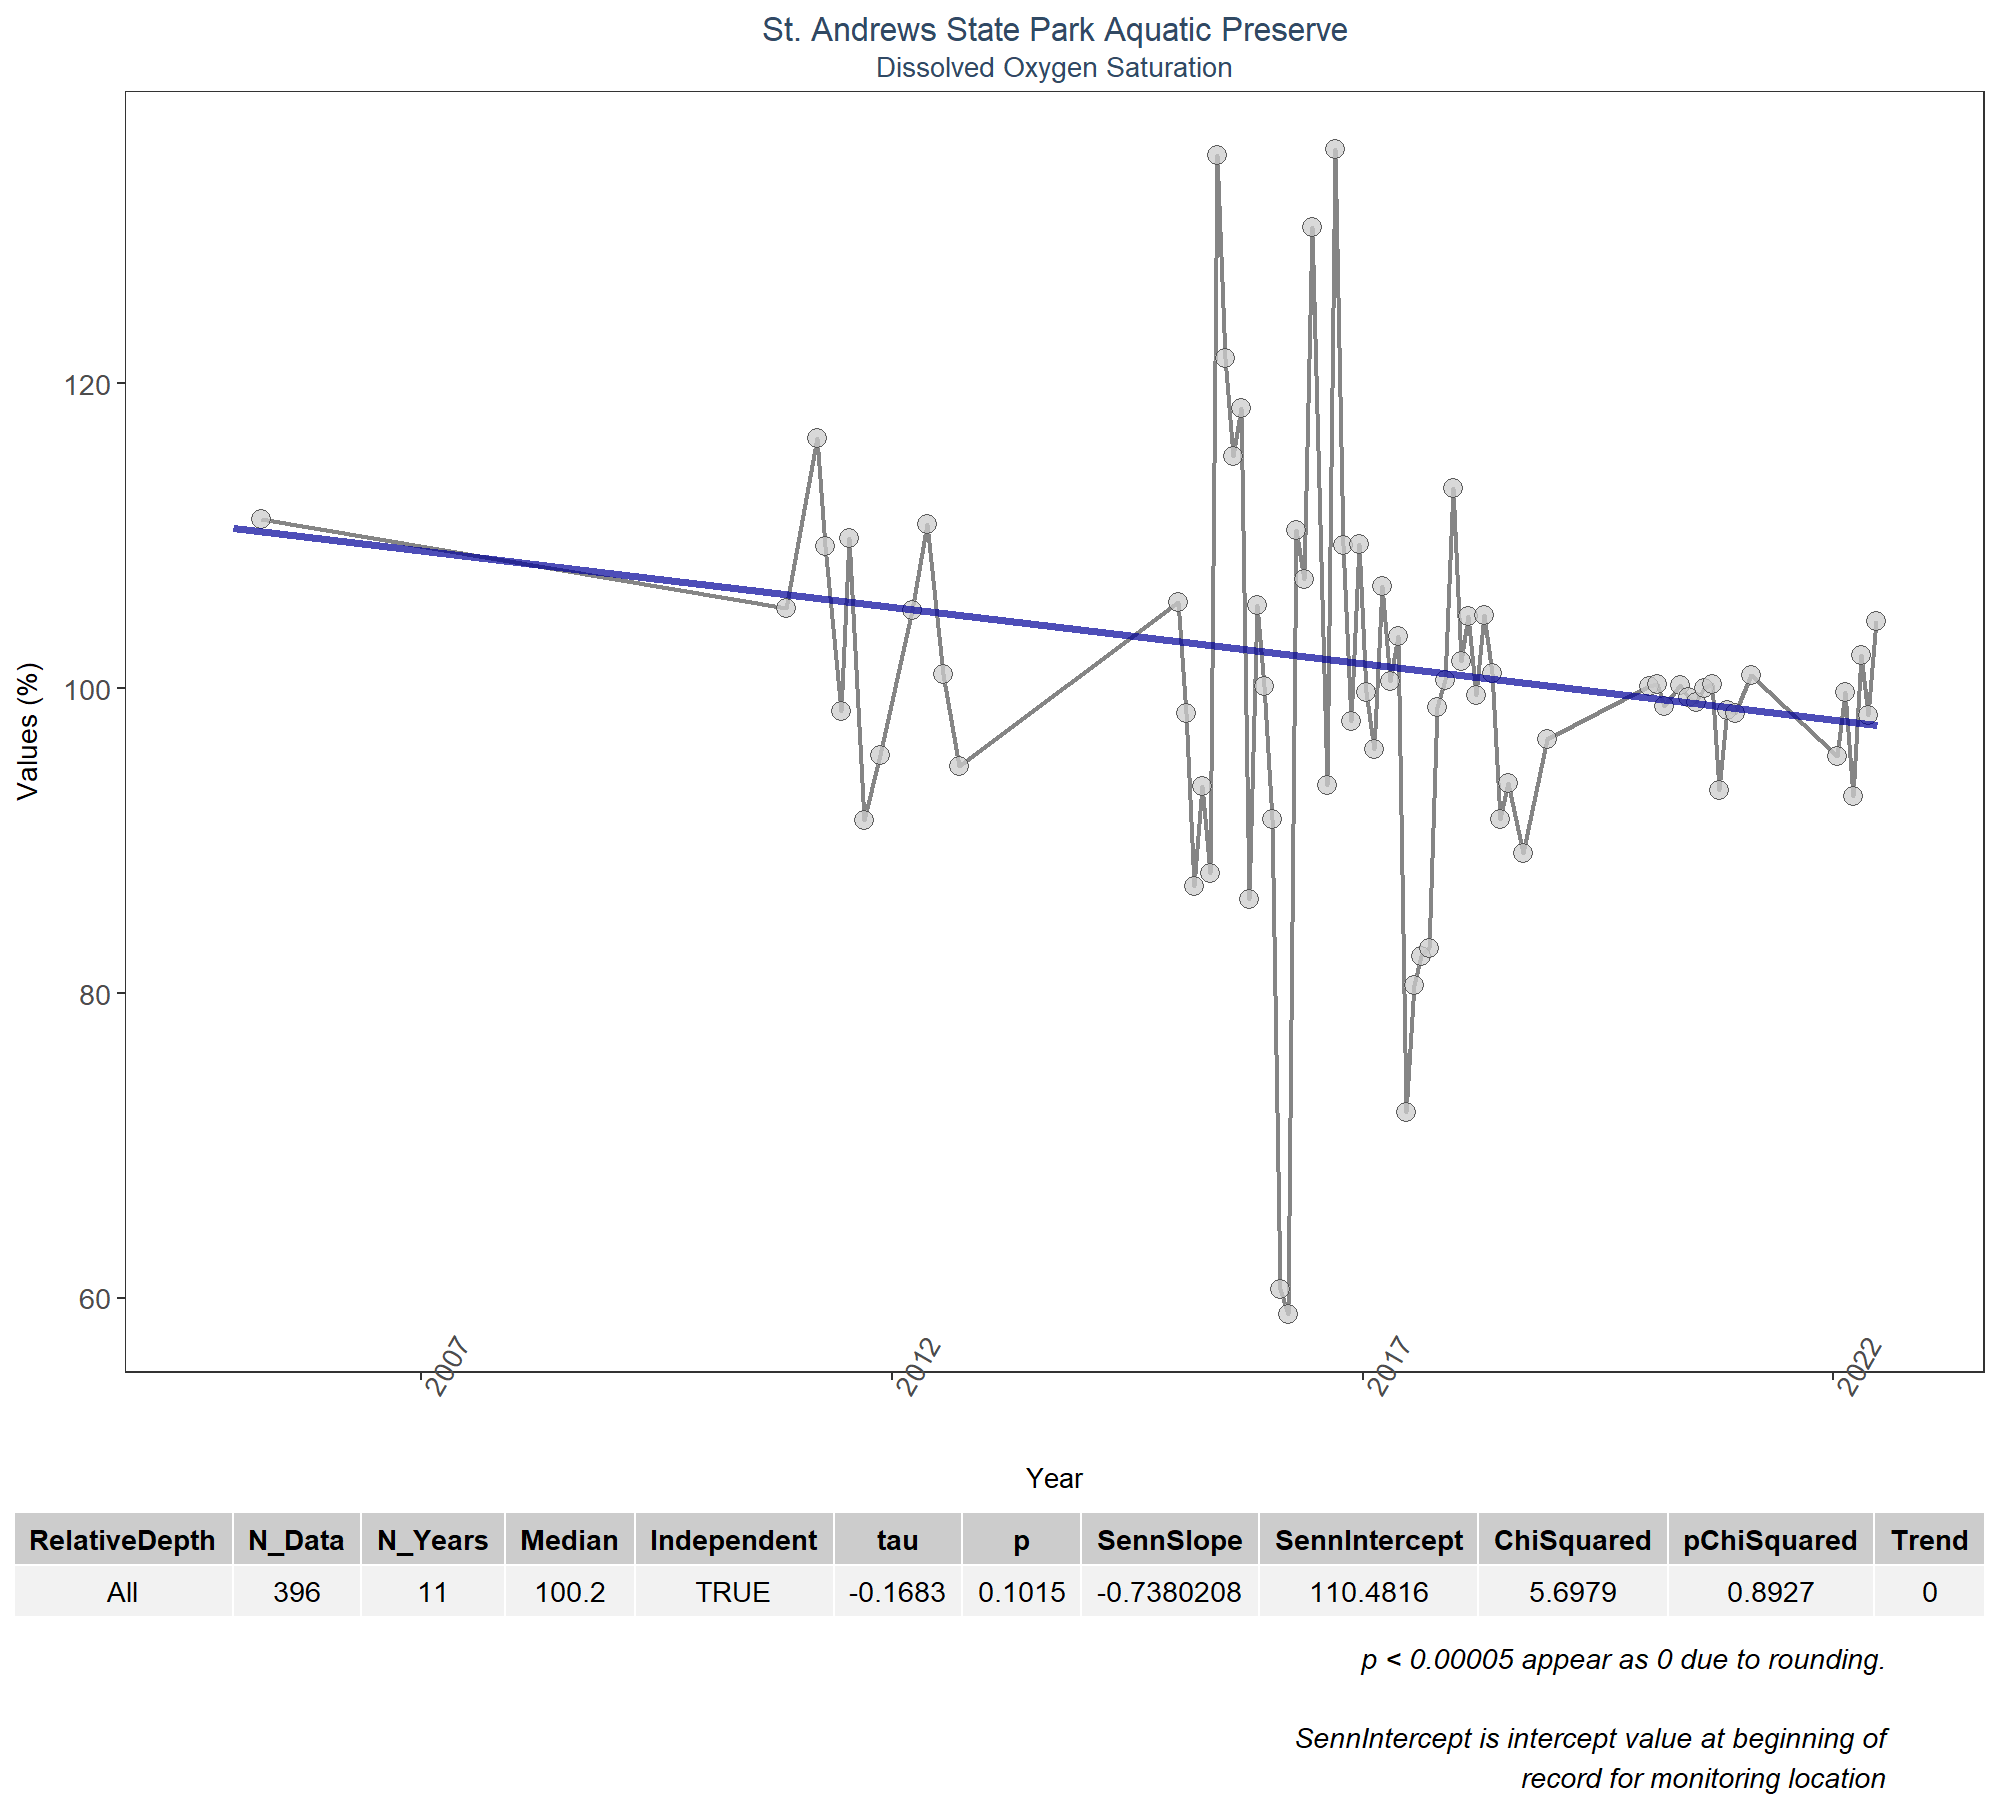 St. Andrews State Park Aquatic Preserve
Dissolved Oxygen Saturation
Values (%)
120
100
80
60
2007
2012
2017
2022
Year
RelativeDepth N_Data N_Years Median Independent tau p SennSlope SennIntercept ChiSquared pChiSquared Trend
All 396 11 100.2 TRUE -0.1683 0.1015 -0.7380208 110.4816 5.6979 0.8927 0
p < 0.00005 appear as 0 due to rounding.
SennIntercept is intercept value at beginning of
record for monitoring location